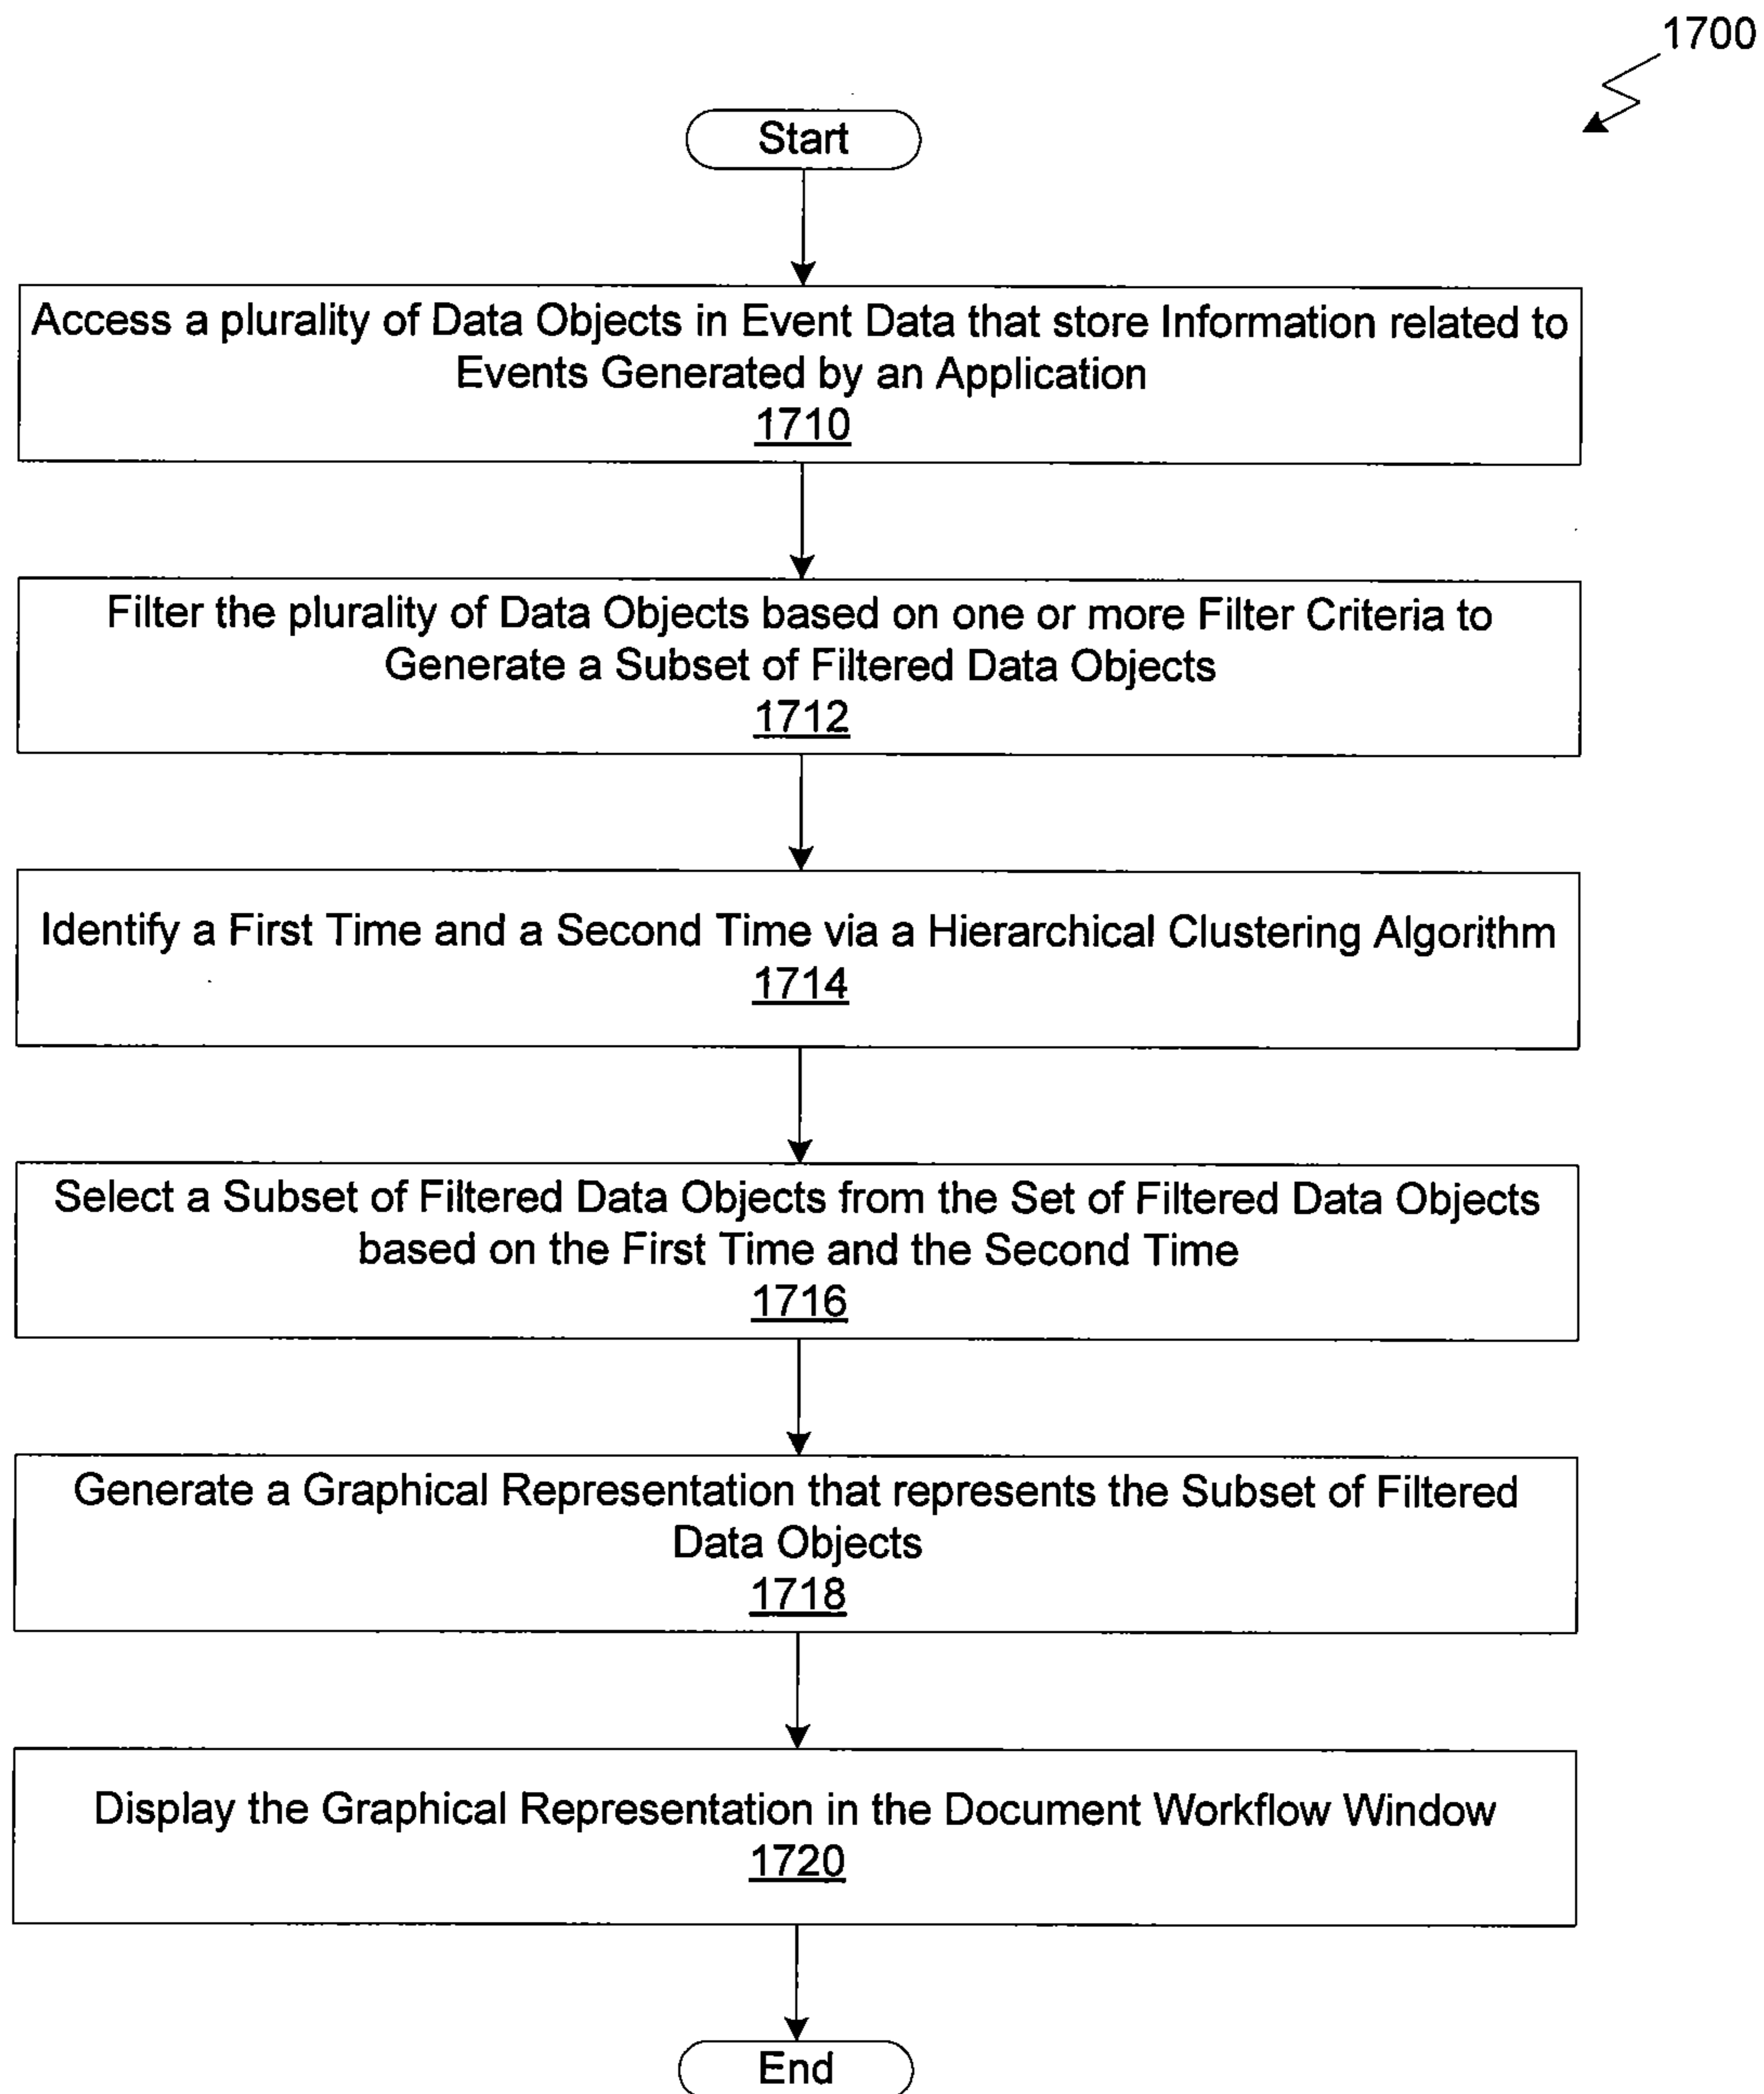 1700
Start
Access a plurality of Data Objects in Event Data that store Information related to
Events Generated by an Application
1710
Filter the plurality of Data Objects based on one or more Filter Criteria to
Generate a Subset of Filtered Data Objects
1712
Identify a First Time and a Second Time via a Hierarchical Clustering Algorithm
1714
Select a Subset of Filtered Data Objects from the Set of Filtered Data Objects
based on the First Time and the Second Time
1716
Generate a Graphical Representation that represents the Subset of Filtered
Data Objects
1718
Display the Graphical Representation in the Document Workflow Window
1720
End